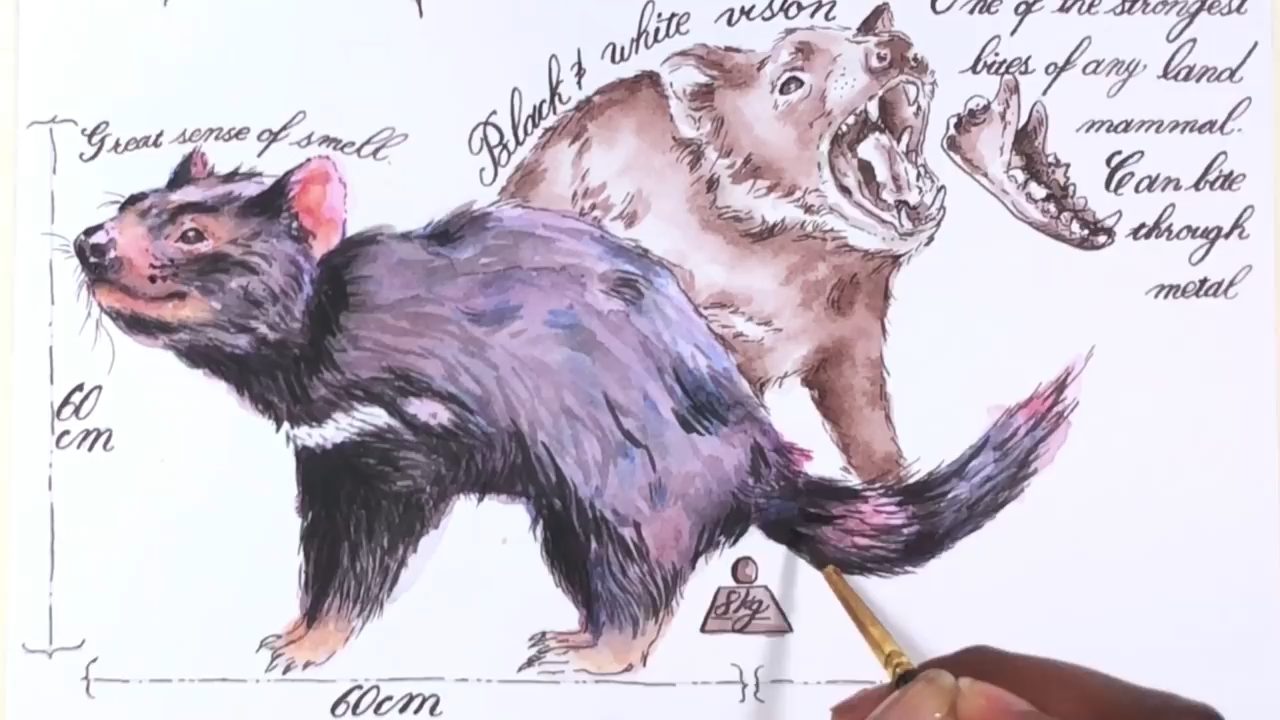 Great sense of smell.
Black & white vision
One of the strongest
bites of any land
mammal.
Can bite
through
metal
60
cm
8kg
60cm